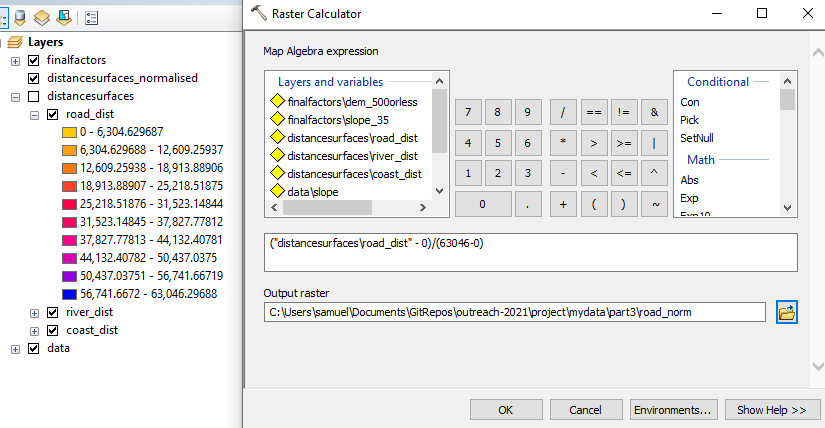 Layers
finalfactors
distancesurfaces_normalised
distancesurfaces
road_dist
0 - 6,304.629687
6,304.629688 - 12,609.25937
12,609.25938 - 18,913.88906
18,913.88907 - 25,218.51875
25,218.51876 - 31,523.14844
31,523.14845 - 37,827.77812
37,827.77813 - 44,132.40781
44,132.40782 - 50,437.0375
50,437.03751 - 56,741.66719
56,741.6672 - 63,046.29688
river_dist
coast_dist
data
Raster Calculator
Map Algebra expression
Layers and variables
finalfactors\dem_500orless
finalfactors\slope_35
distancesurfaces\road_dist
distancesurfaces\river_dist
distancesurfaces\coast_dist
data\slope
7 8 9 / == != &
4 5 6 * > >= |
1 2 3 - < <= ^
0 . + ( ) ~
Conditional
Con
Pick
SetNull
Math
Abs
Exp
Exp10
("distancesurfaces\road_dist" - 0)/(63046-0)
Output raster
C:\Users\samuel\Documents\GitRepos\outreach-2021\project\mydata\part3\road_norm
OK Cancel Environments... Show Help >>